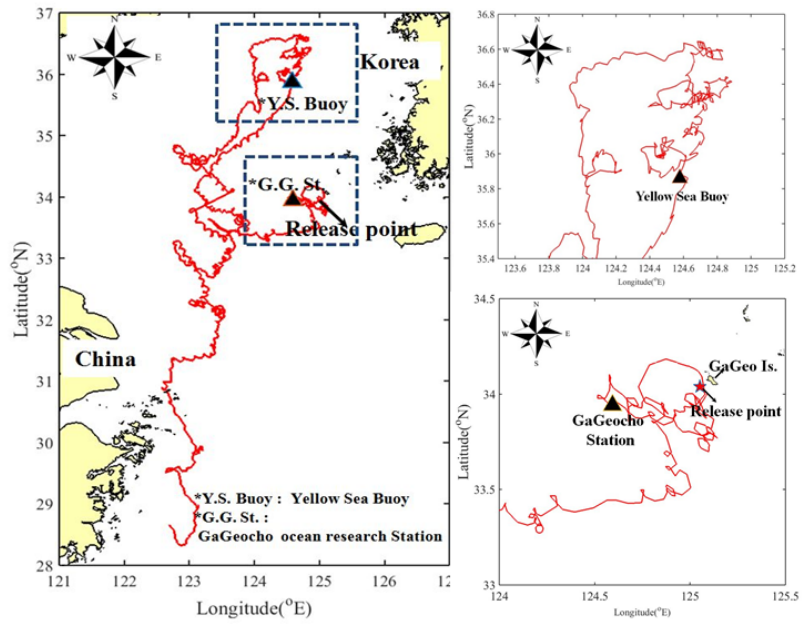 37
36
35
34
33
32
31
30
29
28
Latitude(°N)
121
122
123
124
125
12
Longitude(°E)
N
W
E
S
Korea
*Y.S. Buoy
*G.G. St.
Release point
China
*Y.S. Buoy : Yellow Sea Buoy
*G.G. St. :
GaGeocho ocean research Station
36.8
36.6
36.4
36.2
36
35.8
35.6
35.4
Latitude(°N)
123.6
123.8
124
124.2
124.4
124.6
124.8
125
125.2
Longitude(°E)
N
W
E
S
Yellow Sea Buoy
34.5
34
33.5
33
Latitude(°N)
124
124.5
125
125.5
Longitude(°E)
N
W
E
S
GaGeo Is.
Release point
GaGeocho
Station